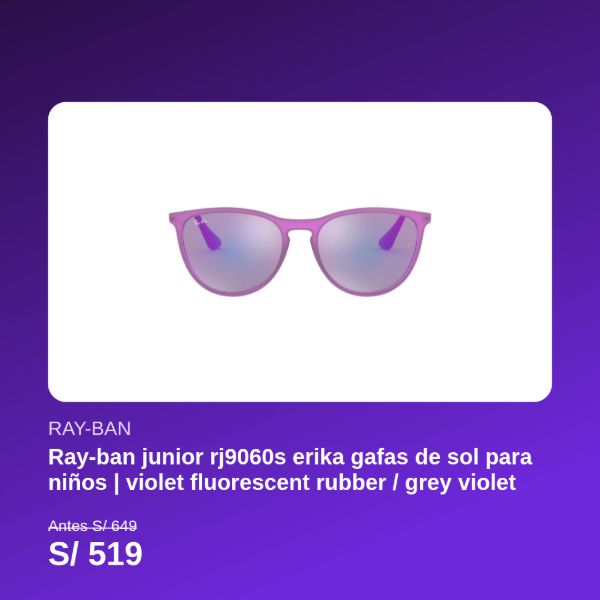 RAY-BAN
Ray-ban junior rj9060s erika gafas de sol para
niños | violet fluorescent rubber / grey violet
Antes S/ 649
S/ 519